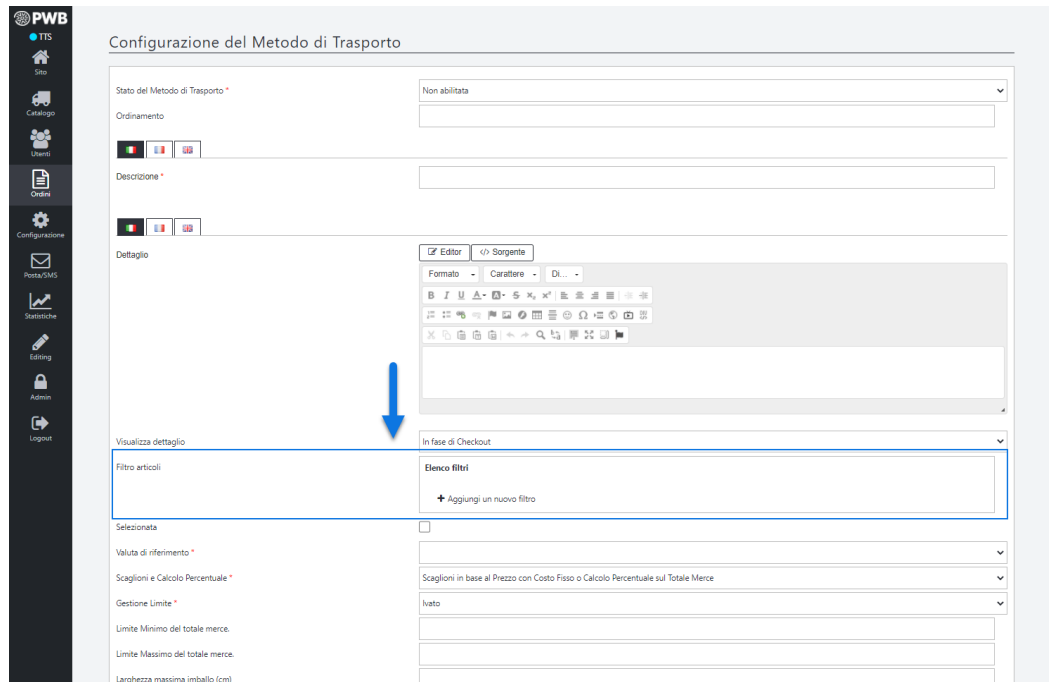 PWB
TTS
Sito
Catalogo
Utenti
Ordini
Configurazione
Posta/SMS
Statistiche
Editing
Admin
Logout
Configurazione del Metodo di Trasporto
Stato del Metodo di Trasporto * Non abilitata
Ordinamento
Descrizione *
Dettaglio Editor </> Sorgente
Formato Carattere Di...
B I U A A S x₂ x²
Visualizza dettaglio In fase di Checkout
Filtro articoli Elenco filtri
+ Aggiungi un nuovo filtro
Selezionata
Valuta di riferimento *
Scaglioni e Calcolo Percentuale * Scaglioni in base al Prezzo con Costo Fisso o Calcolo Percentuale sul Totale Merce
Gestione Limite * Ivato
Limite Minimo del totale merce.
Limite Massimo del totale merce.
Larghezza massima imballo (cm)